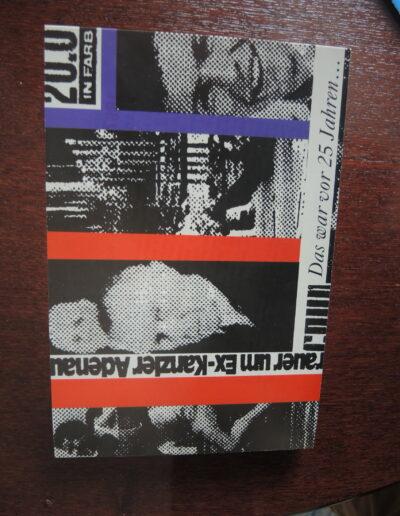 20.0
IN FARB
Das war vor 25 Jahren ...
rauer um Ex-Kanzler Adenau